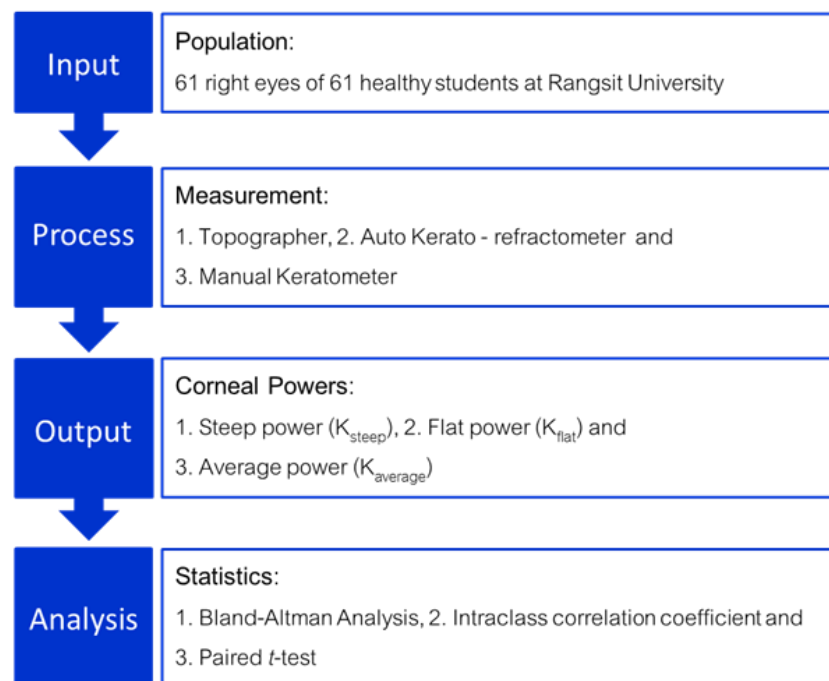 Input
Population:
61 right eyes of 61 healthy students at Rangsit University
Process
Measurement:
1. Topographer, 2. Auto Kerato - refractometer and
3. Manual Keratometer
Output
Corneal Powers:
1. Steep power (Ksteep), 2. Flat power (Kflat) and
3. Average power (Kaverage)
Analysis
Statistics:
1. Bland-Altman Analysis, 2. Intraclass correlation coefficient and
3. Paired t-test